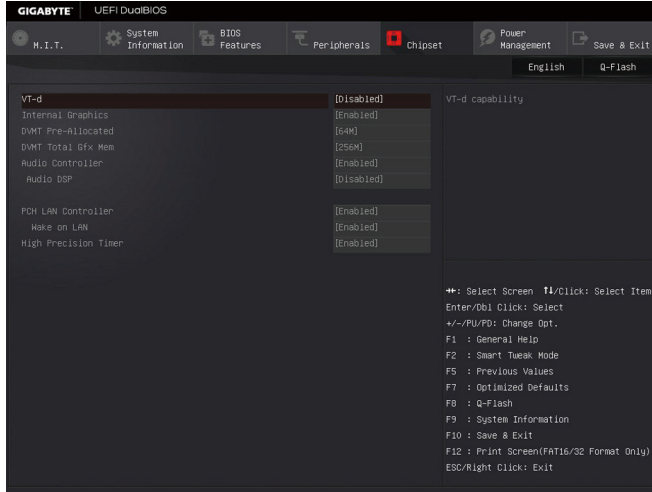 GIGABYTE™ UEFI DualBIOS
M.I.T. System Information BIOS Features Peripherals Chipset Power Management Save & Exit
English Q-Flash
VT-d [Disabled] VT-d capability
Internal Graphics [Enabled]
DVMT Pre-Allocated [64M]
DVMT Total Gfx Mem [256M]
Audio Controller [Enabled]
Audio DSP [Disabled]
PCH LAN Controller [Enabled]
Wake on LAN [Enabled]
High Precision Timer [Enabled]
→←: Select Screen ↑↓/Click: Select Item
Enter/Dbl Click: Select
+/-/PU/PD: Change Opt.
F1 : General Help
F2 : Smart Tweak Mode
F5 : Previous Values
F7 : Optimized Defaults
F8 : Q-Flash
F9 : System Information
F10 : Save & Exit
F12 : Print Screen(FAT16/32 Format Only)
ESC/Right Click: Exit